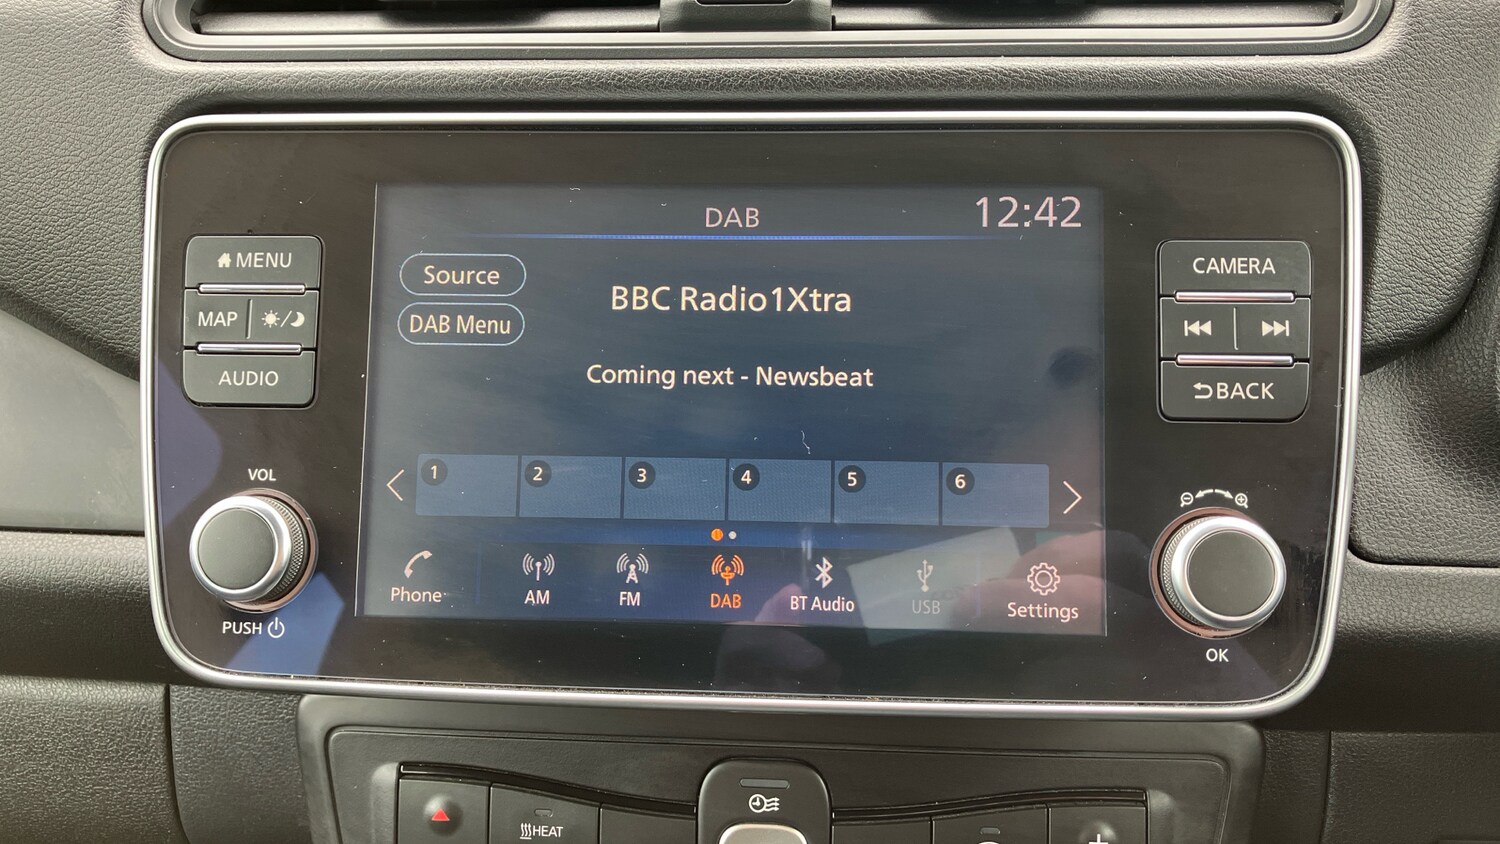 DAB
12:42
MENU
MAP
AUDIO
VOL
PUSH
Source
DAB Menu
BBC Radio1Xtra
Coming next - Newsbeat
1 2 3 4 5 6
Phone
AM
FM
DAB
BT Audio
USB
Settings
CAMERA
BACK
OK
HEAT